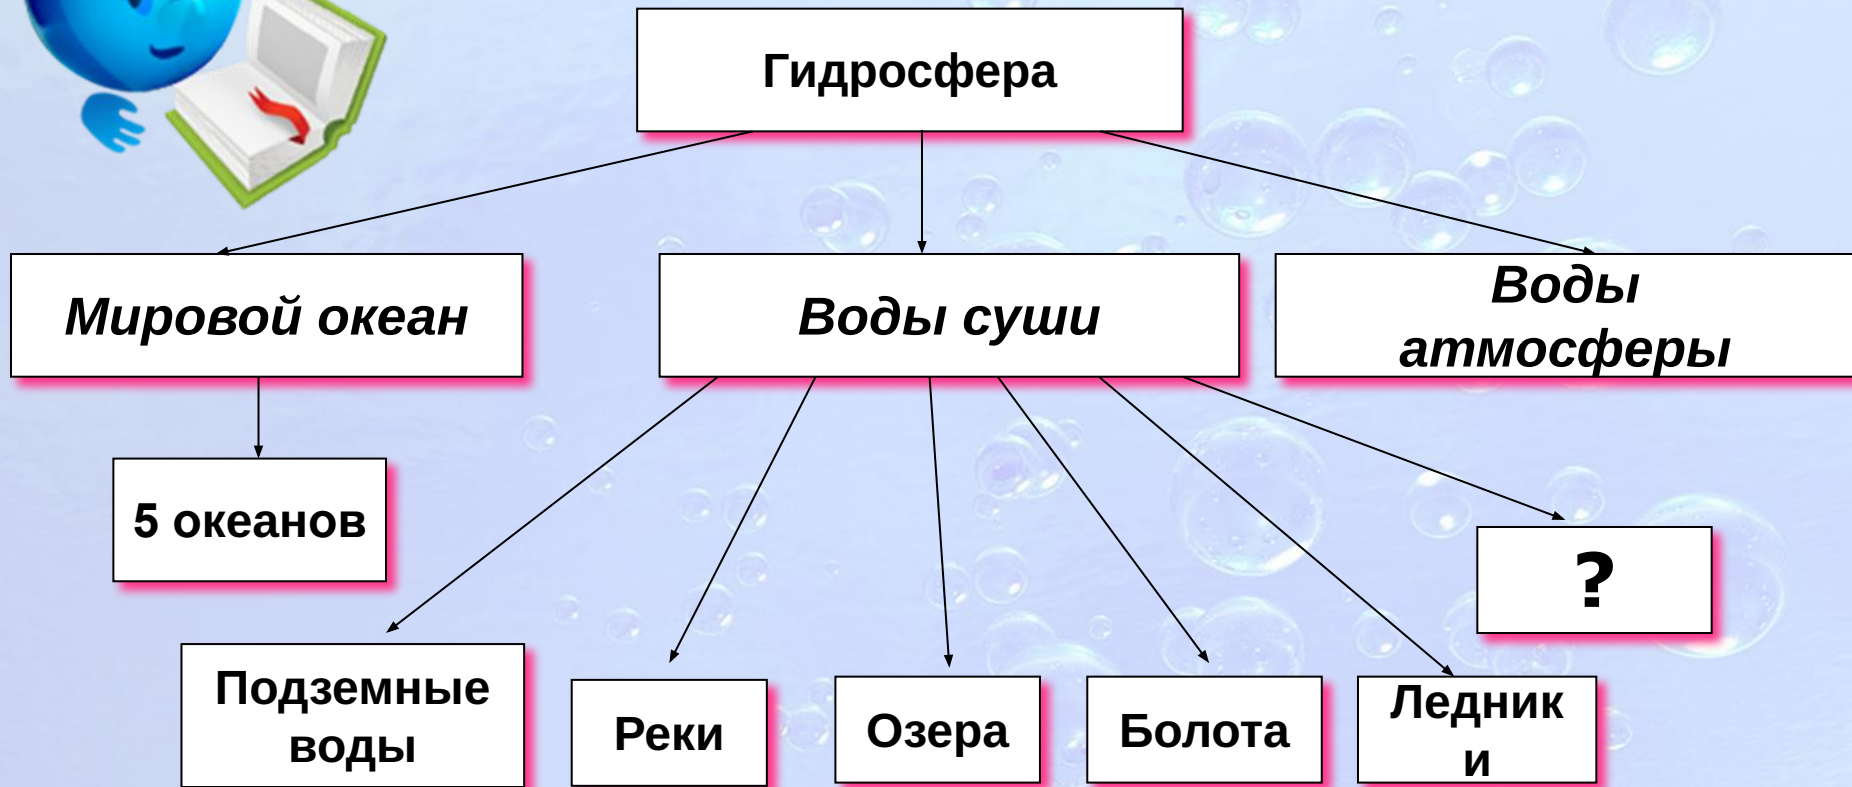 Гидросфера
Мировой океан
Воды суши
Воды
атмосферы
5 океанов
?
Подземные
воды
Реки
Озера
Болота
Ледник
и